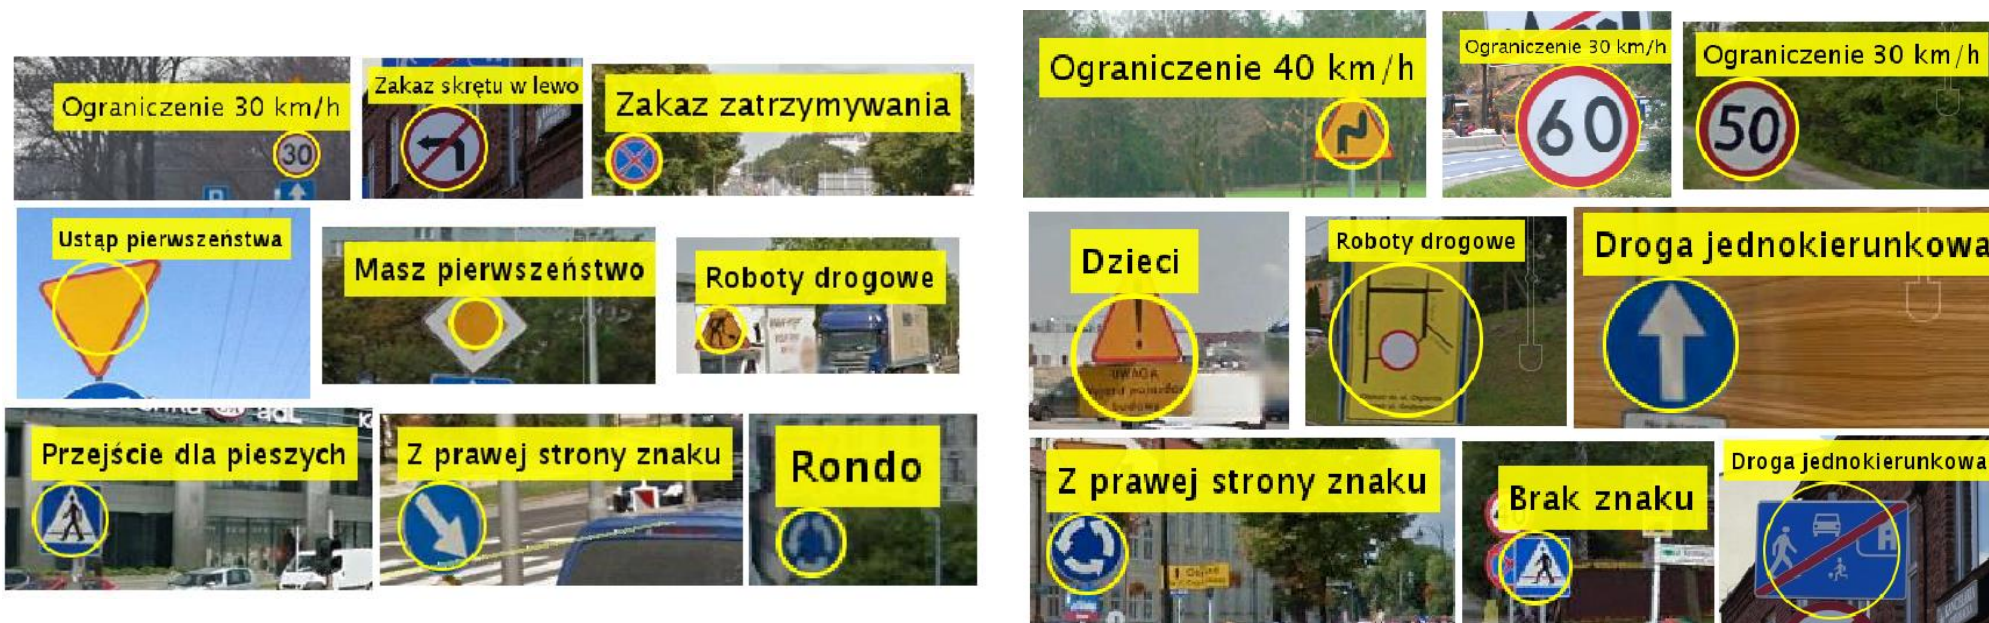 Ograniczenie 30 km/h
30
Zakaz skrętu w lewo
Zakaz zatrzymywania
Ustąp pierwszeństwa
Masz pierwszeństwo
Roboty drogowe
Przejście dla pieszych
Z prawej strony znaku
Rondo
Ograniczenie 40 km/h
Ograniczenie 30 km/h
60
Ograniczenie 30 km/h
50
Dzieci
Roboty drogowe
Droga jednokierunkowa
Z prawej strony znaku
Brak znaku
Droga jednokierunkowa